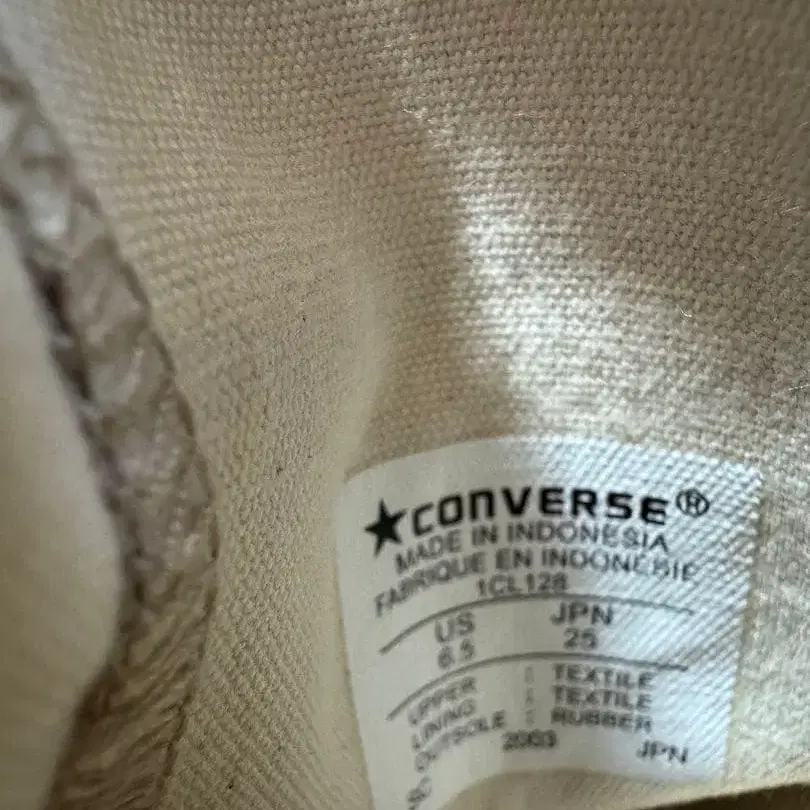 ★CONVERSE®
MADE IN INDONESIA
FABRIQUE EN INDONÉSIE
1CL128
US JPN
6.5 25
UPPER : TEXTILE
LINING : TEXTILE
OUTSOLE : RUBBER
2003 JPN